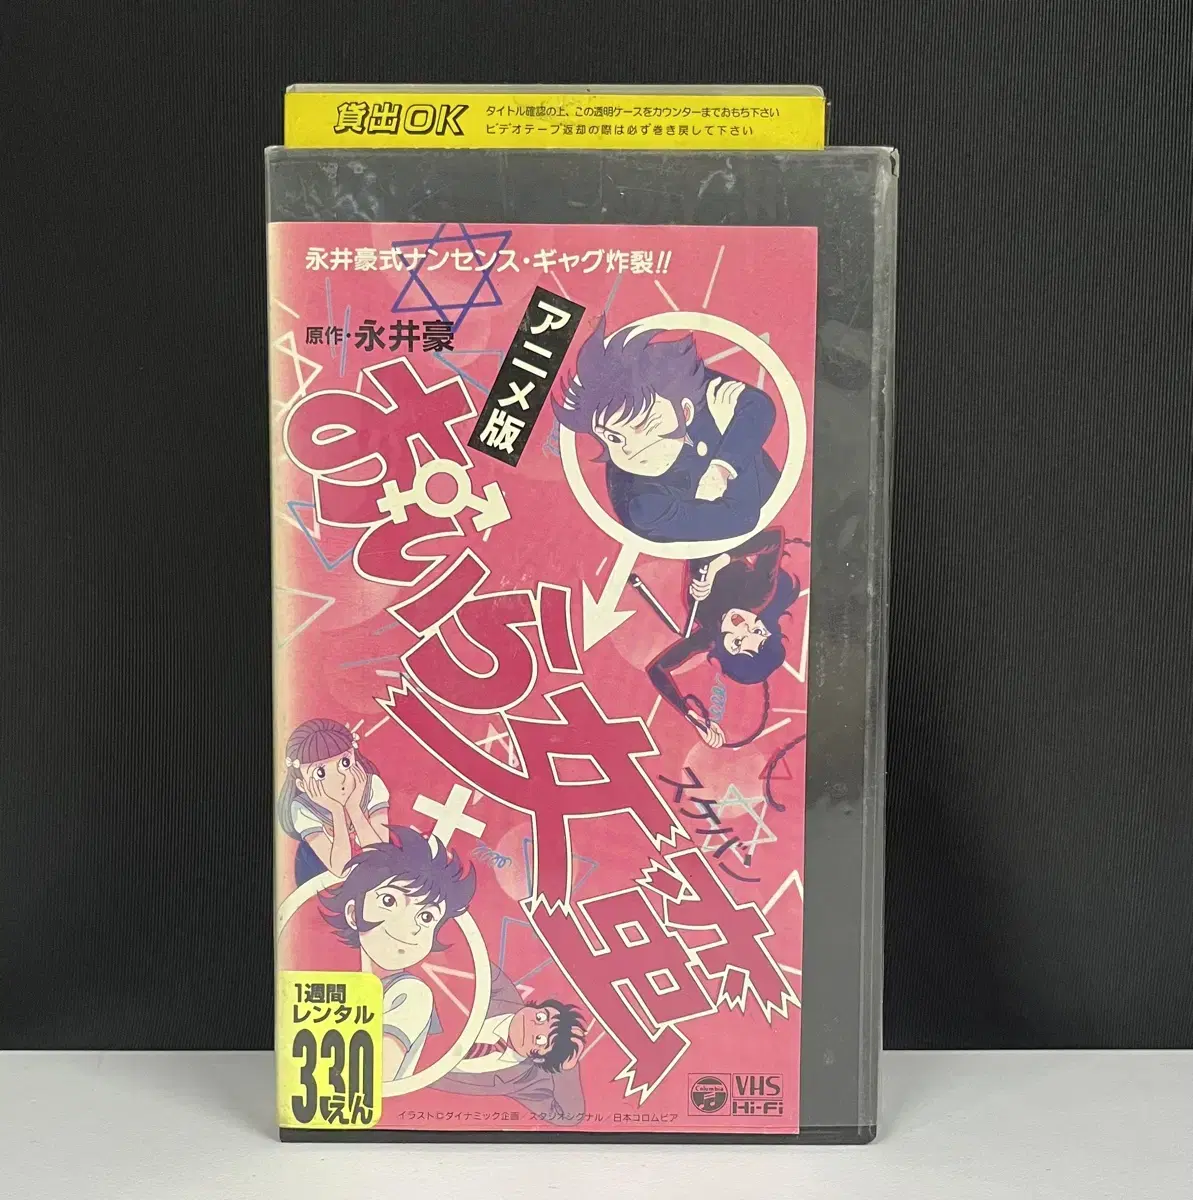 貸出OK
タイトル確認の上、この透明ケースをカウンターまでおもち下さい
ビデオテープ返却の際は必ず巻き戻して下さい
永井豪式ナンセンス・ギャグ炸裂!!
原作・永井豪
アニメ版
おいら女蛮
スケバン
1週間
レンタル
330えん
Columbia
VHS
Hi-Fi
イラスト□ダイナミック企画／スタジオシグナル／日本コロムビア